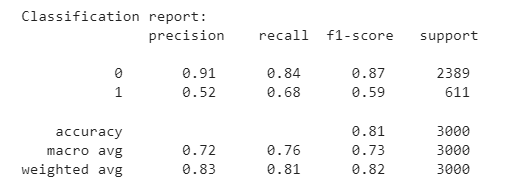 Classification report:
precision recall f1-score support
0 0.91 0.84 0.87 2389
1 0.52 0.68 0.59 611
accuracy 0.81 3000
macro avg 0.72 0.76 0.73 3000
weighted avg 0.83 0.81 0.82 3000